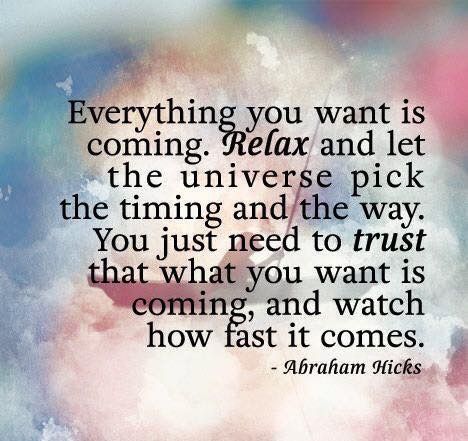 Everything you want is
coming. Relax and let
the universe pick
the timing and the way.
You just need to trust
that what you want is
coming, and watch
how fast it comes.
- Abraham Hicks